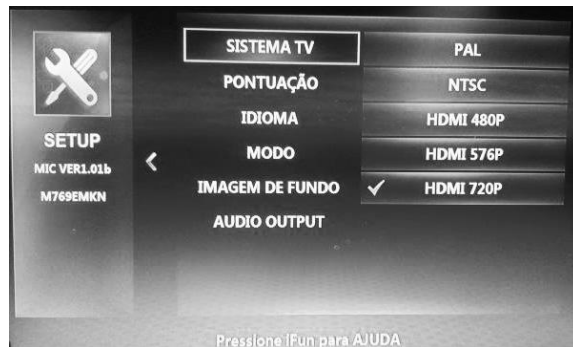 SETUP
MIC VER1.01b
M769EMKN
SISTEMA TV
PONTUAÇÃO
IDIOMA
MODO
IMAGEM DE FUNDO
AUDIO OUTPUT
PAL
NTSC
HDMI 480P
HDMI 576P
HDMI 720P
Pressione iFun para AJUDA